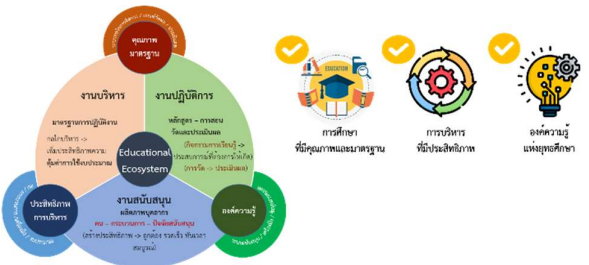 คุณภาพ
มาตรฐาน
งานบริหาร
มาตรฐานการปฏิบัติงาน
กลไกบริหาร ->
เพิ่มประสิทธิภาพความ
คุ้มค่าการใช้งบประมาณ
งานปฏิบัติการ
หลักสูตร - การสอน
วัดและประเมินผล
(กิจกรรมการเรียนรู้ ->
ประสบการณ์ที่ต้องการให้เกิด)
(การวัด -> ประเมินผล)
Educational
Ecosystem
งานสนับสนุน
ผลิตภาพบุคลากร
คน - กระบวนการ - ปัจจัยสนับสนุน
(สร้างประสิทธิภาพ -> ถูกต้อง รวดเร็ว ทันเวลา
สมบูรณ์)
ประสิทธิภาพ
การบริหาร
องค์ความรู้
EDUCATION
การศึกษา
ที่มีคุณภาพและมาตรฐาน
การบริหาร
ที่มีประสิทธิภาพ
องค์ความรู้
แห่งยุทธศึกษา